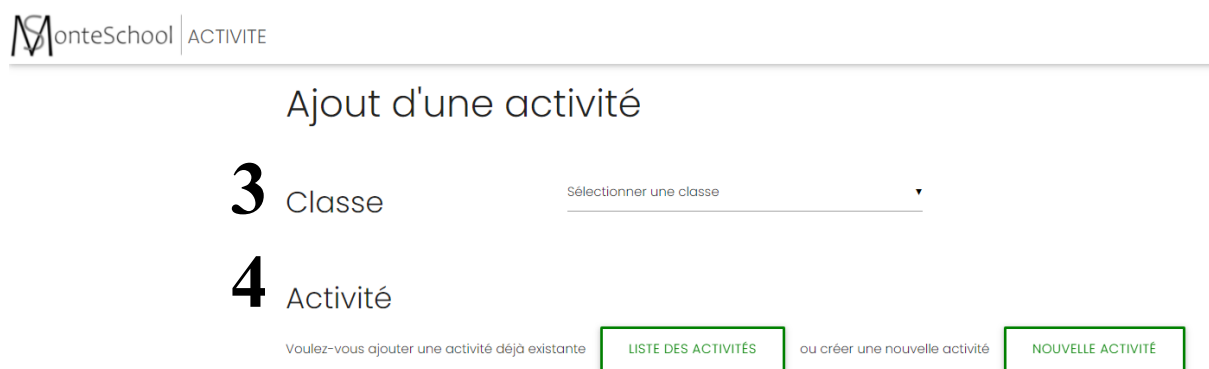 MonteSchool ACTIVITE
Ajout d'une activité
3 Classe Sélectionner une classe ▼
4 Activité
Voulez-vous ajouter une activité déjà existante LISTE DES ACTIVITÉS ou créer une nouvelle activité NOUVELLE ACTIVITÉ